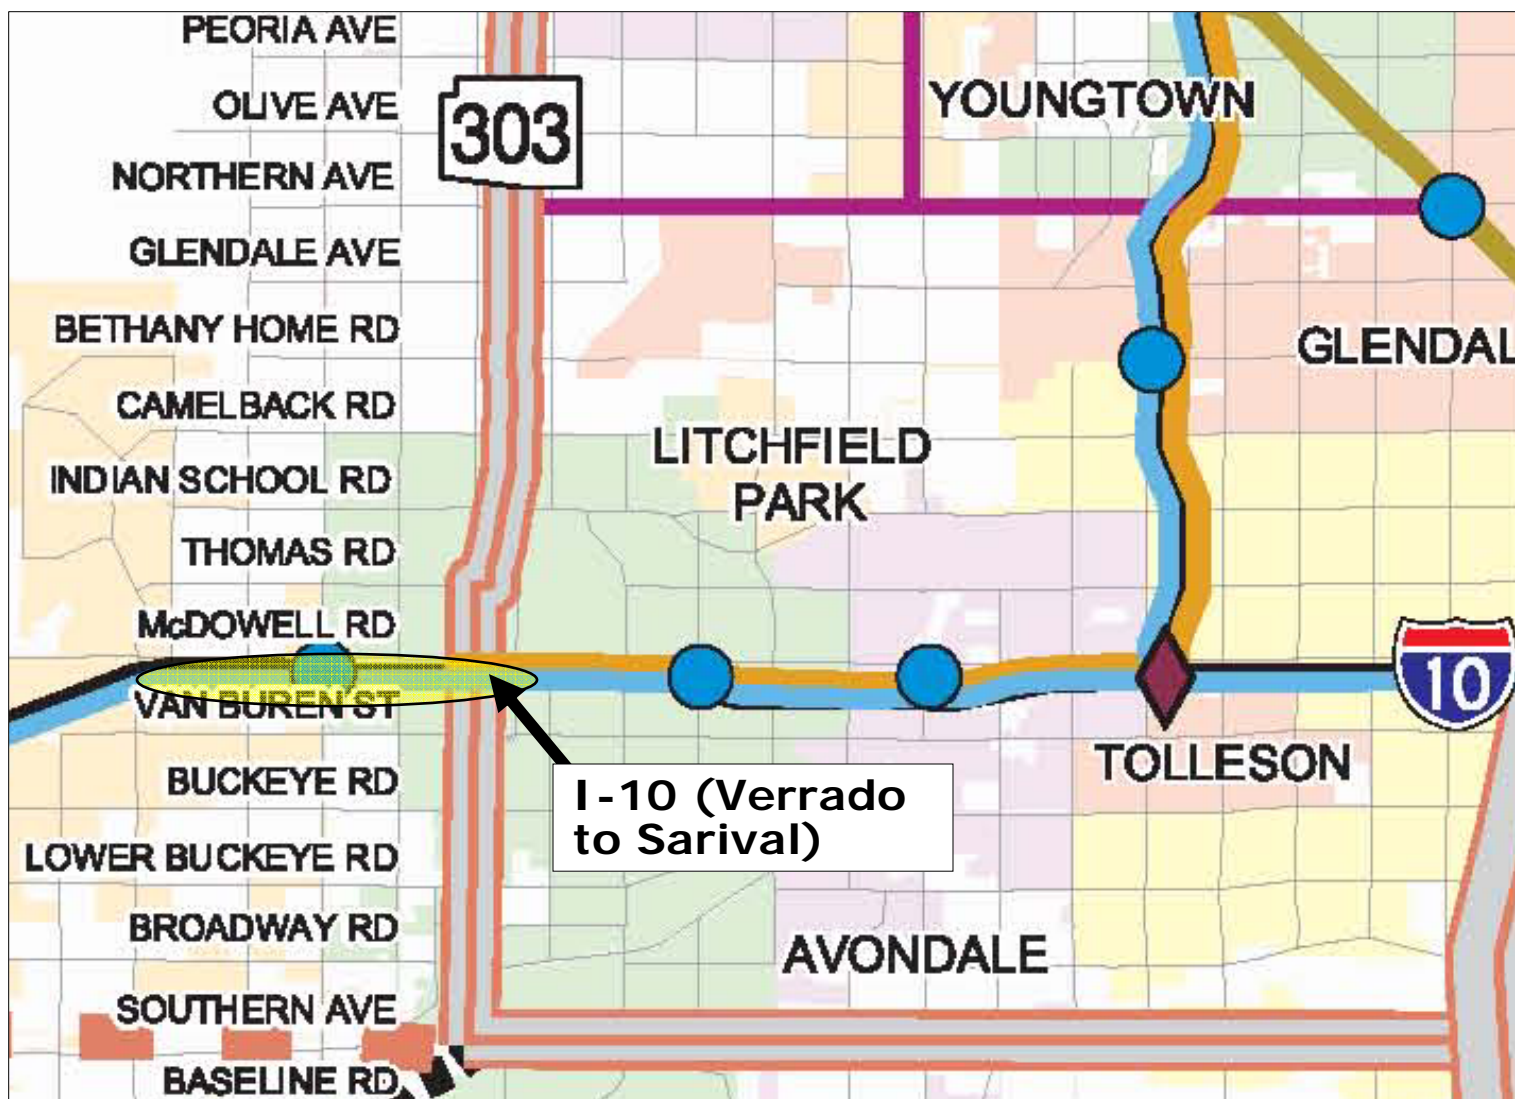 PEORIA AVE
OLIVE AVE
303
YOUNGTOWN
NORTHERN AVE
GLENDALE AVE
BETHANY HOME RD
GLENDAL
CAMELBACK RD
LITCHFIELD
PARK
INDIAN SCHOOL RD
THOMAS RD
McDOWELL RD
10
VAN BUREN ST
TOLLESON
BUCKEYE RD
I-10 (Verrado
to Sarival)
LOWER BUCKEYE RD
BROADWAY RD
AVONDALE
SOUTHERN AVE
BASELINE RD